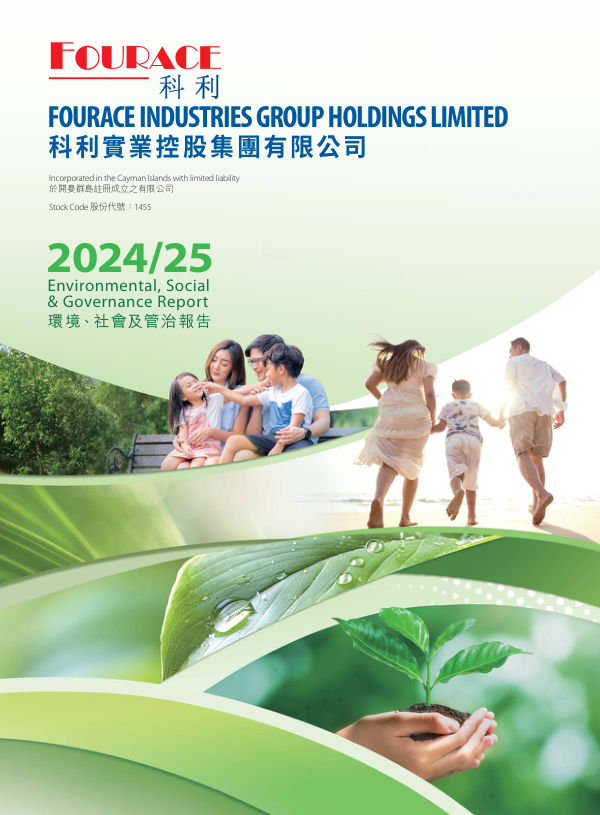 FOURACE
科利
FOURACE INDUSTRIES GROUP HOLDINGS LIMITED
科利實業控股集團有限公司
Incorporated in the Cayman Islands with limited liability
於開曼群島註冊成立之有限公司
Stock Code 股份代號：1455
2024/25
Environmental, Social
& Governance Report
環境、社會及管治報告